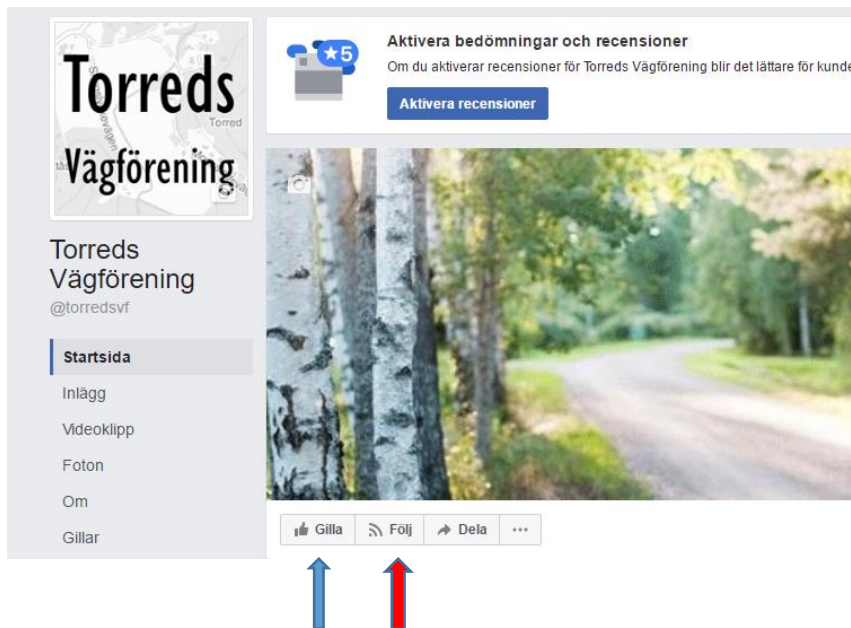 Torreds
Vägförening
Torred
Torreds
Vägförening
@torredsvf
Startsida
Inlägg
Videoklipp
Foton
Om
Gillar
★5
Aktivera bedömningar och recensioner
Om du aktiverar recensioner för Torreds Vägförening blir det lättare för kunde
Aktivera recensioner
Gilla Följ Dela ...